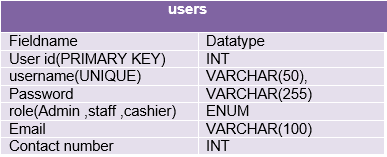 users
Fieldname Datatype
User id(PRIMARY KEY) INT
username(UNIQUE) VARCHAR(50),
Password VARCHAR(255)
role(Admin ,staff ,cashier) ENUM
Email VARCHAR(100)
Contact number INT